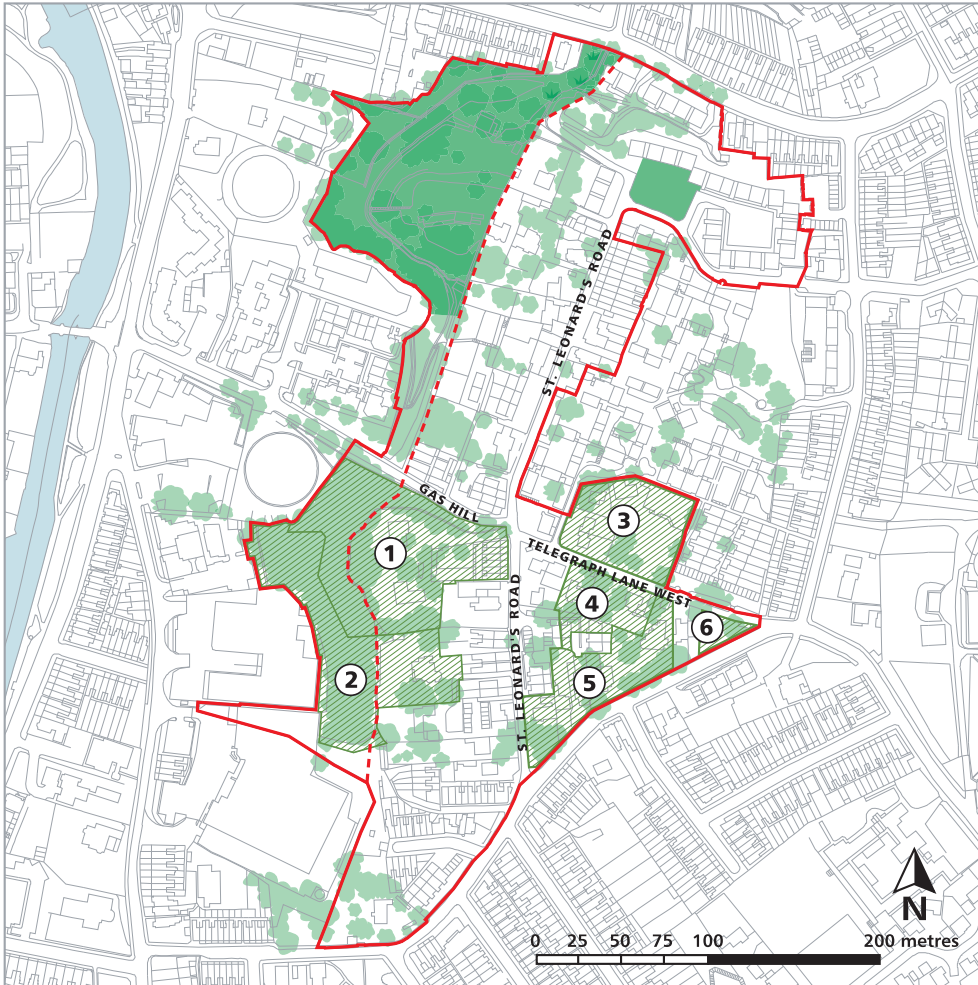 ST. LEONARD'S ROAD
GAS HILL
TELEGRAPH LANE WEST
ST. LEONARD'S ROAD
1
2
3
4
5
6
N
0 25 50 75 100 200 metres